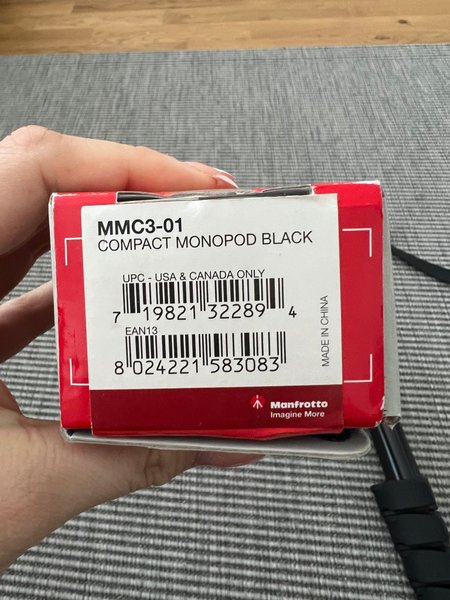 MMC3-01
COMPACT MONOPOD BLACK
UPC - USA & CANADA ONLY
7 19821 32289 4
EAN13
8 024221 583083
MADE IN CHINA
Manfrotto
Imagine More